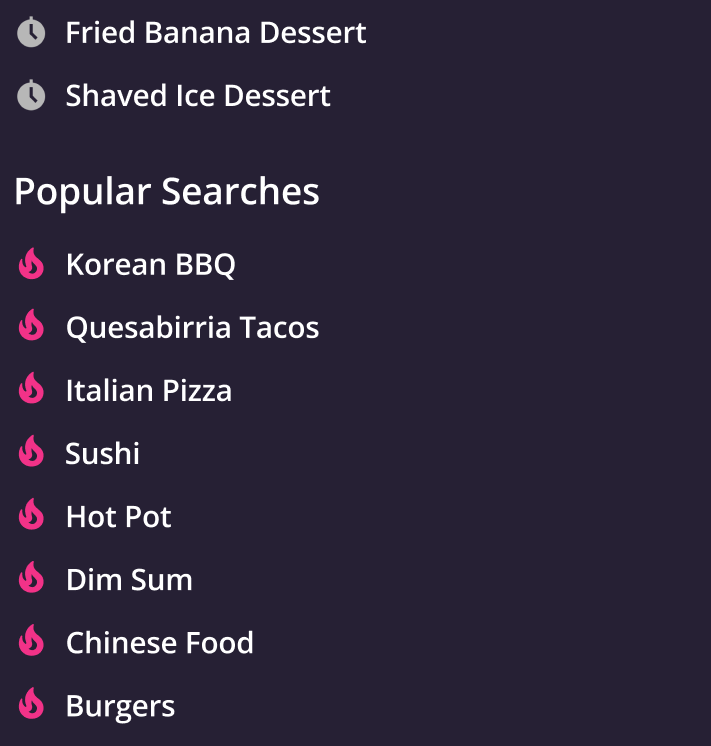 Fried Banana Dessert
Shaved Ice Dessert
Popular Searches
Korean BBQ
Quesabirria Tacos
Italian Pizza
Sushi
Hot Pot
Dim Sum
Chinese Food
Burgers